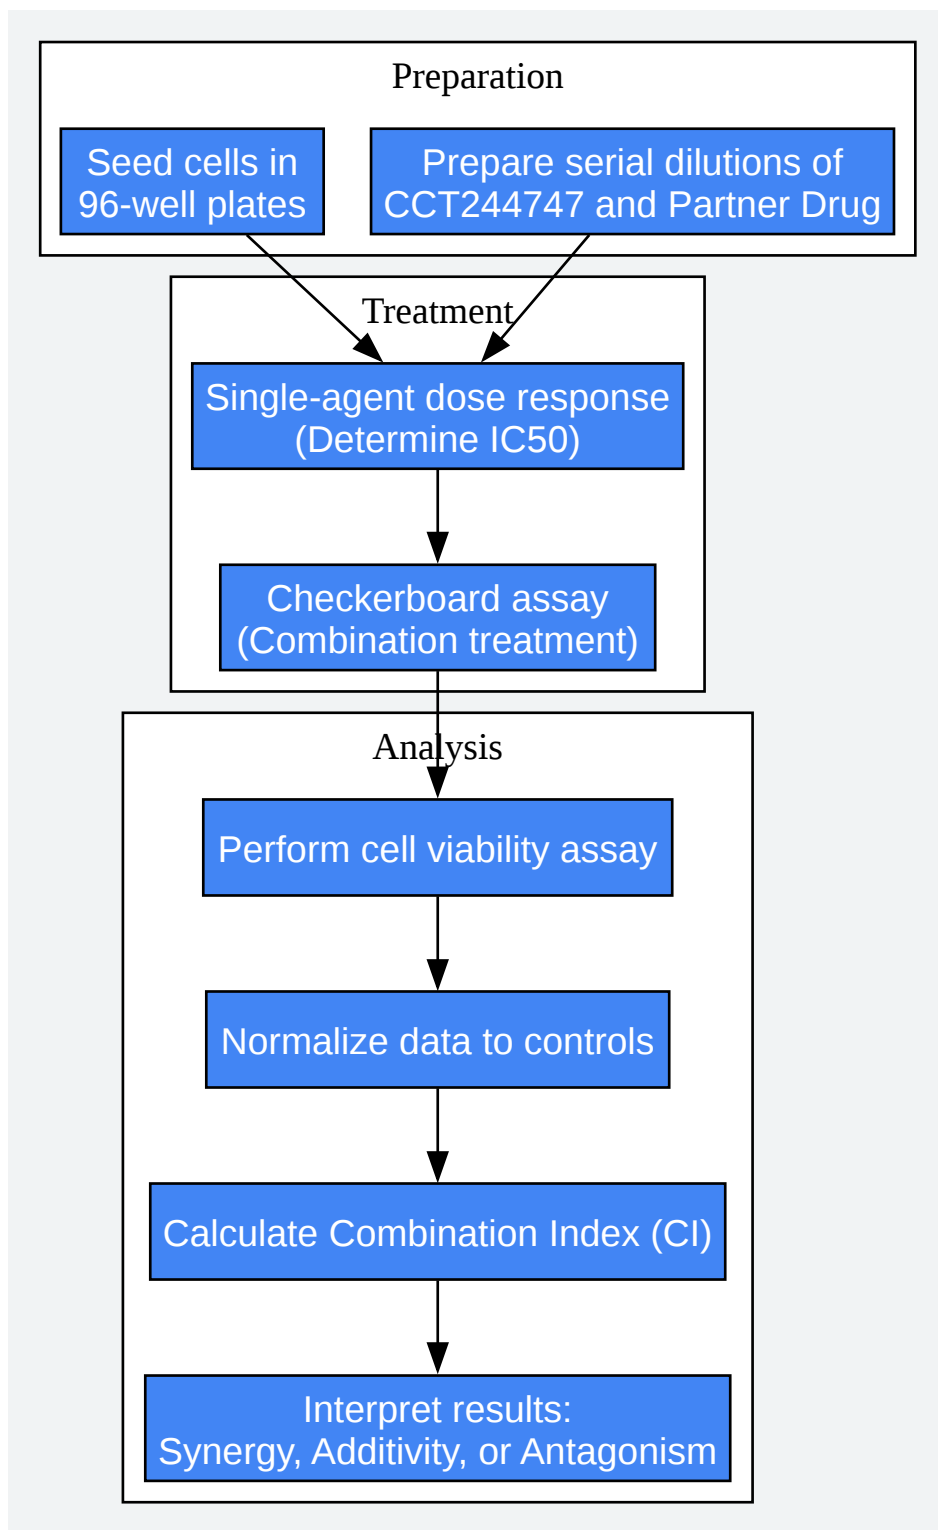 Preparation
Seed cells in
96-well plates
Prepare serial dilutions of
CCT244747 and Partner Drug
Treatment
Single-agent dose response
(Determine IC50)
Checkerboard assay
(Combination treatment)
Analysis
Perform cell viability assay
Normalize data to controls
Calculate Combination Index (CI)
Interpret results:
Synergy, Additivity, or Antagonism